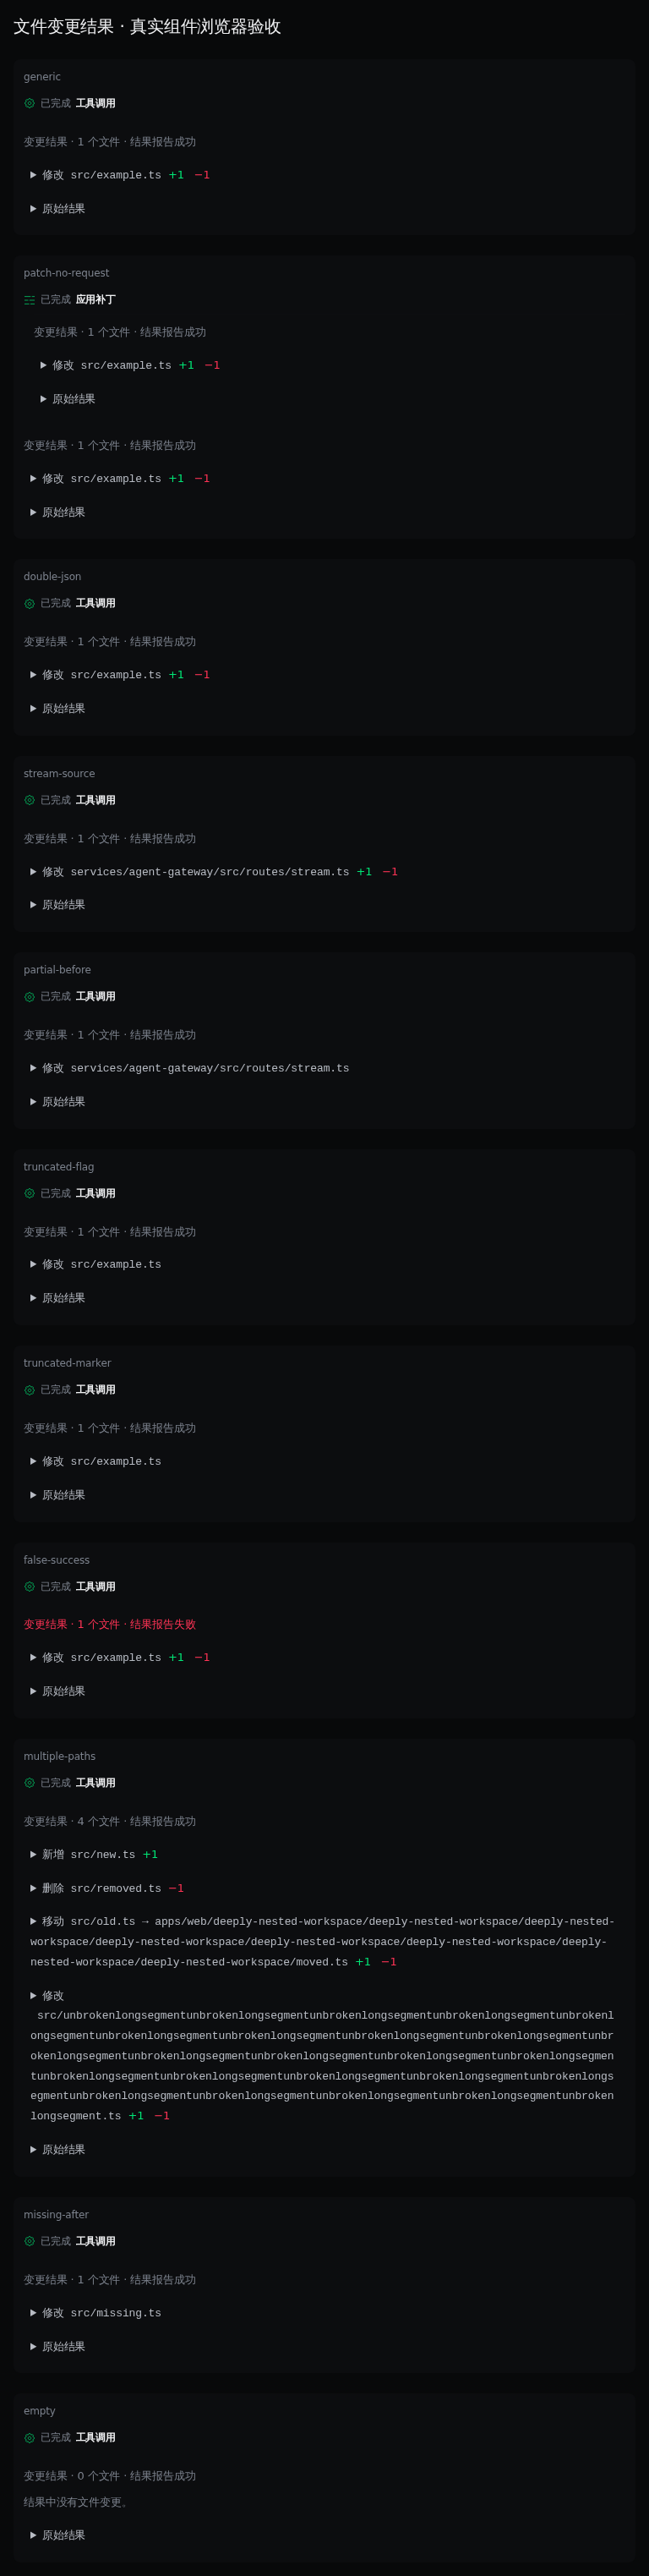 文件变更结果 · 真实组件浏览器验收
generic
已完成 工具调用
变更结果 · 1 个文件 · 结果报告成功
▶ 修改 src/example.ts +1 −1
▶ 原始结果
patch-no-request
已完成 应用补丁
变更结果 · 1 个文件 · 结果报告成功
▶ 修改 src/example.ts +1 −1
▶ 原始结果
变更结果 · 1 个文件 · 结果报告成功
▶ 修改 src/example.ts +1 −1
▶ 原始结果
double-json
已完成 工具调用
变更结果 · 1 个文件 · 结果报告成功
▶ 修改 src/example.ts +1 −1
▶ 原始结果
stream-source
已完成 工具调用
变更结果 · 1 个文件 · 结果报告成功
▶ 修改 services/agent-gateway/src/routes/stream.ts +1 −1
▶ 原始结果
partial-before
已完成 工具调用
变更结果 · 1 个文件 · 结果报告成功
▶ 修改 services/agent-gateway/src/routes/stream.ts
▶ 原始结果
truncated-flag
已完成 工具调用
变更结果 · 1 个文件 · 结果报告成功
▶ 修改 src/example.ts
▶ 原始结果
truncated-marker
已完成 工具调用
变更结果 · 1 个文件 · 结果报告成功
▶ 修改 src/example.ts
▶ 原始结果
false-success
已完成 工具调用
变更结果 · 1 个文件 · 结果报告失败
▶ 修改 src/example.ts +1 −1
▶ 原始结果
multiple-paths
已完成 工具调用
变更结果 · 4 个文件 · 结果报告成功
▶ 新增 src/new.ts +1
▶ 删除 src/removed.ts −1
▶ 移动 src/old.ts → apps/web/deeply-nested-workspace/deeply-nested-workspace/deeply-nested-
workspace/deeply-nested-workspace/deeply-nested-workspace/deeply-nested-workspace/deeply-
nested-workspace/deeply-nested-workspace/moved.ts +1 −1
▶ 修改
src/unbrokenlongsegmentunbrokenlongsegmentunbrokenlongsegmentunbrokenlongsegmentunbrokenl
ongsegmentunbrokenlongsegmentunbrokenlongsegmentunbrokenlongsegmentunbrokenlongsegmentunbr
okenlongsegmentunbrokenlongsegmentunbrokenlongsegmentunbrokenlongsegmentunbrokenlongsegmen
tunbrokenlongsegmentunbrokenlongsegmentunbrokenlongsegmentunbrokenlongsegmentunbrokenlongs
egmentunbrokenlongsegmentunbrokenlongsegmentunbrokenlongsegmentunbrokenlongsegmentunbroken
longsegment.ts +1 −1
▶ 原始结果
missing-after
已完成 工具调用
变更结果 · 1 个文件 · 结果报告成功
▶ 修改 src/missing.ts
▶ 原始结果
empty
已完成 工具调用
变更结果 · 0 个文件 · 结果报告成功
结果中没有文件变更。
▶ 原始结果